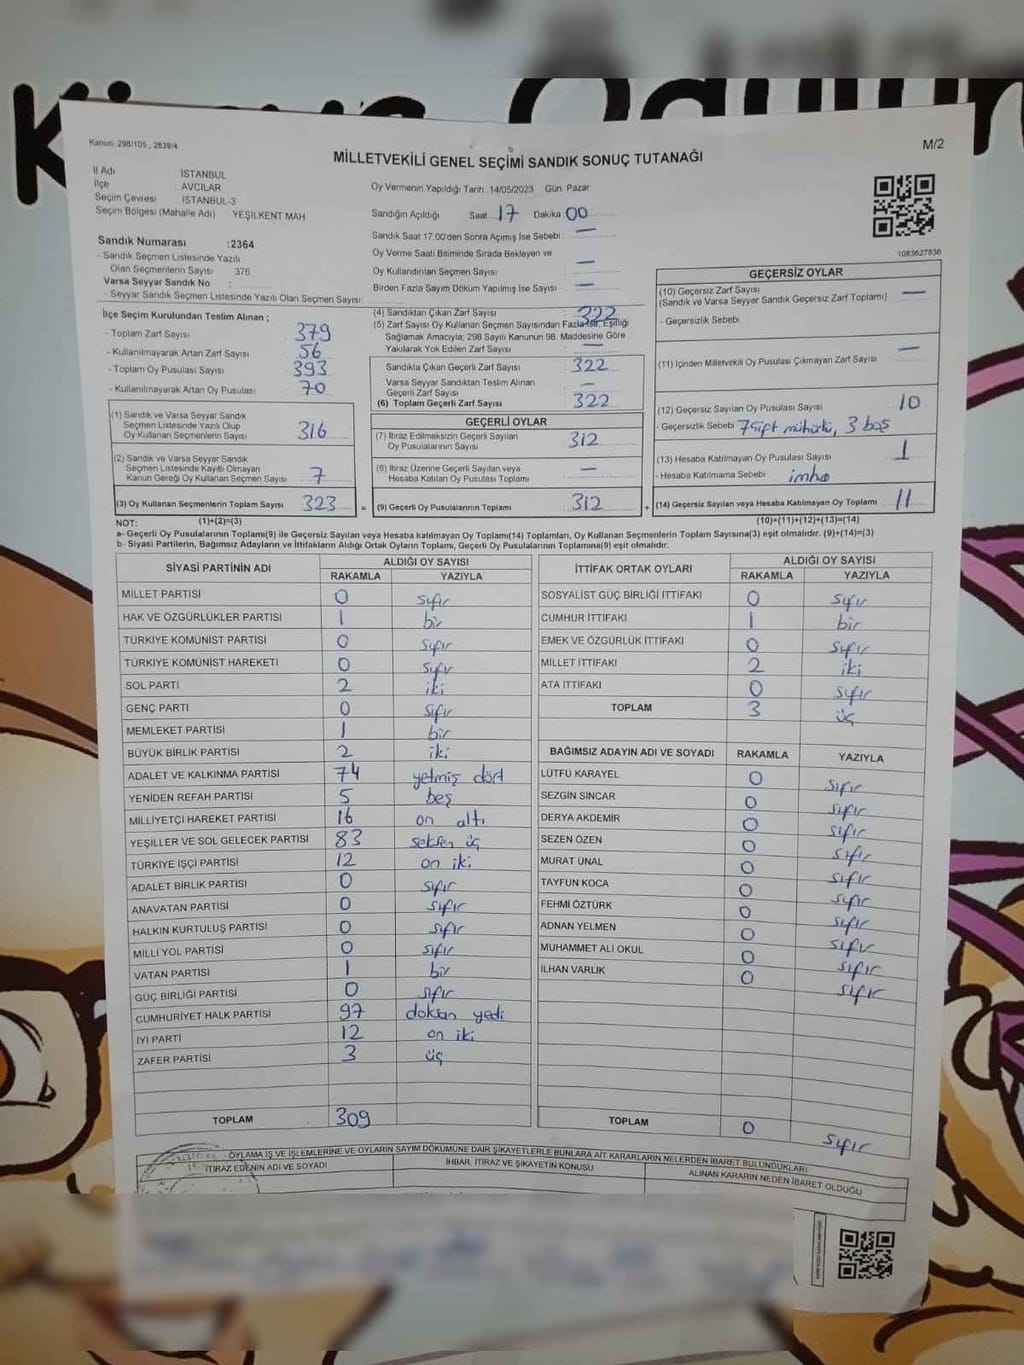 Kanun: 298/105 , 2839/4
M/2
MİLLETVEKİLİ GENEL SEÇİMİ SANDIK SONUÇ TUTANAĞI
İl Adı İSTANBUL
İlçe AVCILAR
Seçim Çevresi İSTANBUL-3
Seçim Bölgesi (Mahalle Adı) YEŞİLKENT MAH.
Sandık Numarası :2364
- Sandık Seçmen Listesinde Yazılı
Olan Seçmenlerin Sayısı 376
Varsa Seyyar Sandık No :
- Seyyar Sandık Seçmen Listesinde Yazılı Olan Seçmen Sayısı:
Oy Vermenin Yapıldığı Tarih 14/05/2023 Gün Pazar
Sandığın Açıldığı Saat 17 Dakika 00
Sandık Saat 17:00'den Sonra Açımış İse Sebebi : —
Oy Verme Saati Bitiminde Sırada Bekleyen ve
Oy Kullandırılan Seçmen Sayısı : —
Birden Fazla Sayım Döküm Yapılmış İse Sayısı : —
1083627836
İlçe Seçim Kurulundan Teslim Alınan ;
- Toplam Zarf Sayısı : 379
- Kullanılmayarak Artan Zarf Sayısı : 56
- Toplam Oy Pusulası Sayısı : 393
- Kullanılmayarak Artan Oy Pusulası : 70
(4) Sandıktan Çıkan Zarf Sayısı : 322
(5) Zarf Sayısı Oy Kullanan Seçmen Sayısından Fazla İse, Eşitliği
Sağlamak Amacıyla; 298 Sayılı Kanunun 98. Maddesine Göre
Yakılarak Yok Edilen Zarf Sayısı : —
Sandıkta Çıkan Geçerli Zarf Sayısı : 322
Varsa Seyyar Sandıktan Teslim Alınan
Geçerli Zarf Sayısı : —
(6) Toplam Geçerli Zarf Sayısı : 322
GEÇERSİZ OYLAR
(10) Geçersiz Zarf Sayısı : —
(Sandık ve Varsa Seyyar Sandık Geçersiz Zarf Toplamı)
- Geçersizlik Sebebi :
(11) İçinden Milletvekili Oy Pusulası Çıkmayan Zarf Sayısı : —
(12) Geçersiz Sayılan Oy Pusulası Sayısı : 10
- Geçersizlik Sebebi 7 Çift mühürlü, 3 boş
(13) Hesaba Katılmayan Oy Pusulası Sayısı : 1
- Hesaba Katılmama Sebebi : imha
(14) Geçersiz Sayılan veya Hesaba Katılmayan Oy Toplamı : 11
(10)+(11)+(12)+(13)=(14)
(1) Sandık ve Varsa Seyyar Sandık
Seçmen Listesinde Yazılı Olup
Oy Kullanan Seçmenlerin Sayısı : 316
(2) Sandık ve Varsa Seyyar Sandık
Seçmen Listesinde Kayıtlı Olmayan
Kanun Gereği Oy Kullanan Seçmen Sayısı : 7
(3) Oy Kullanan Seçmenlerin Toplam Sayısı : 323 =
(1)+(2)=(3)
GEÇERLİ OYLAR
(7) İtiraz Edilmeksizin Geçerli Sayılan
Oy Pusulalarının Sayısı : 312
(8) İtiraz Üzerine Geçerli Sayılan veya
Hesaba Katılan Oy Pusulası Toplamı : —
(9) Geçerli Oy Pusulalarının Toplamı : 312 +
NOT:
a- Geçerli Oy Pusulalarının Toplamı(9) ile Geçersiz Sayılan veya Hesaba katılmayan Oy Toplamı(14) Toplamları, Oy Kullanan Seçmenlerin Toplam Sayısına(3) eşit olmalıdır. (9)+(14)=(3)
b- Siyasi Partilerin, Bağımsız Adayların ve İttifakların Aldığı Ortak Oyların Toplamı, Geçerli Oy Pusulalarının Toplamına(9) eşit olmalıdır.
SİYASİ PARTİNİN ADI ALDIĞI OY SAYISI
RAKAMLA YAZIYLA
MİLLET PARTİSİ 0 sıfır
HAK VE ÖZGÜRLÜKLER PARTİSİ 1 bir
TÜRKİYE KOMÜNİST PARTİSİ 0 sıfır
TÜRKİYE KOMÜNİST HAREKETİ 0 sıfır
SOL PARTİ 2 iki
GENÇ PARTİ 0 sıfır
MEMLEKET PARTİSİ 1 bir
BÜYÜK BİRLİK PARTİSİ 2 iki
ADALET VE KALKINMA PARTİSİ 74 yetmiş dört
YENİDEN REFAH PARTİSİ 5 beş
MİLLİYETÇİ HAREKET PARTİSİ 16 on altı
YEŞİLLER VE SOL GELECEK PARTİSİ 83 seksen üç
TÜRKİYE İŞÇİ PARTİSİ 12 on iki
ADALET BİRLİK PARTİSİ 0 sıfır
ANAVATAN PARTİSİ 0 sıfır
HALKIN KURTULUŞ PARTİSİ 0 sıfır
MİLLİ YOL PARTİSİ 0 sıfır
VATAN PARTİSİ 1 bir
GÜÇ BİRLİĞİ PARTİSİ 0 sıfır
CUMHURİYET HALK PARTİSİ 97 doksan yedi
İYİ PARTİ 12 on iki
ZAFER PARTİSİ 3 üç
TOPLAM 309
İTTİFAK ORTAK OYLARI ALDIĞI OY SAYISI
RAKAMLA YAZIYLA
SOSYALİST GÜÇ BİRLİĞİ İTTİFAKI 0 sıfır
CUMHUR İTTİFAKI 1 bir
EMEK VE ÖZGÜRLÜK İTTİFAKI 0 sıfır
MİLLET İTTİFAKI 2 iki
ATA İTTİFAKI 0 sıfır
TOPLAM 3 üç
BAĞIMSIZ ADAYIN ADI VE SOYADI RAKAMLA YAZIYLA
LÜTFÜ KARAYEL 0 sıfır
SEZGİN SİNCAR 0 sıfır
DERYA AKDEMİR 0 sıfır
SEZEN ÖZEN 0 sıfır
MURAT ÜNAL 0 sıfır
TAYFUN KOCA 0 sıfır
FEHMİ ÖZTÜRK 0 sıfır
ADNAN YELMEN 0 sıfır
MUHAMMET ALİ OKUL 0 sıfır
İLHAN VARLIK 0 sıfır
TOPLAM 0 sıfır
OYLAMA İŞ VE İŞLEMLERİNE VE OYLARIN SAYIM DÖKÜMÜNE DAİR ŞİKAYETLERLE BUNLARA AİT KARARLARIN NELERDEN İBARET BULUNDUKLARI
İTİRAZ EDENİN ADI VE SOYADI İHBAR, İTİRAZ VE ŞİKAYETİN KONUSU ALINAN KARARIN NEDEN İBARET OLDUĞU